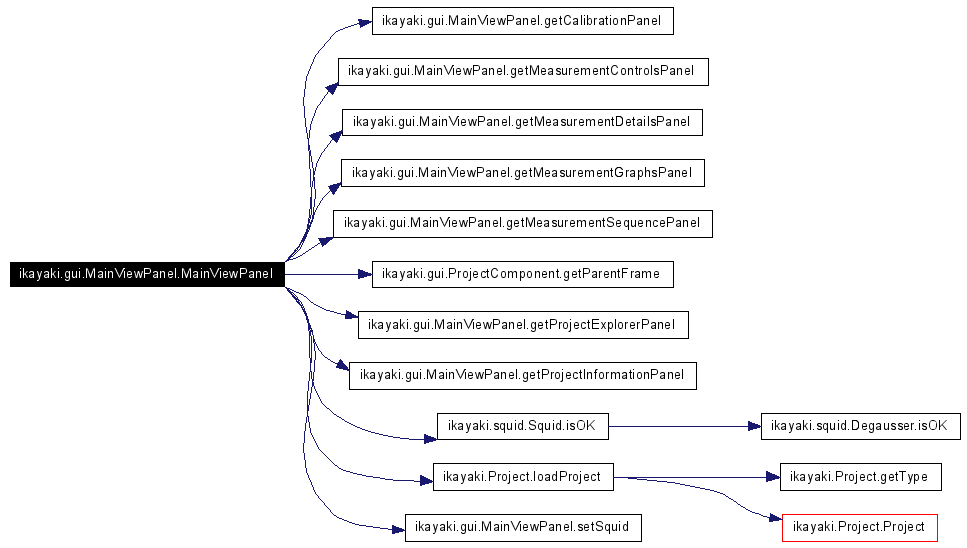 ikayaki.gui.MainViewPanel.getCalibrationPanel
ikayaki.gui.MainViewPanel.getMeasurementControlsPanel
ikayaki.gui.MainViewPanel.getMeasurementDetailsPanel
ikayaki.gui.MainViewPanel.getMeasurementGraphsPanel
ikayaki.gui.MainViewPanel.getMeasurementSequencePanel
ikayaki.gui.MainViewPanel.MainViewPanel
ikayaki.gui.ProjectComponent.getParentFrame
ikayaki.gui.MainViewPanel.getProjectExplorerPanel
ikayaki.gui.MainViewPanel.getProjectInformationPanel
ikayaki.squid.Squid.isOK
ikayaki.squid.Degausser.isOK
ikayaki.Project.loadProject
ikayaki.Project.getType
ikayaki.gui.MainViewPanel.setSquid
ikayaki.Project.Project